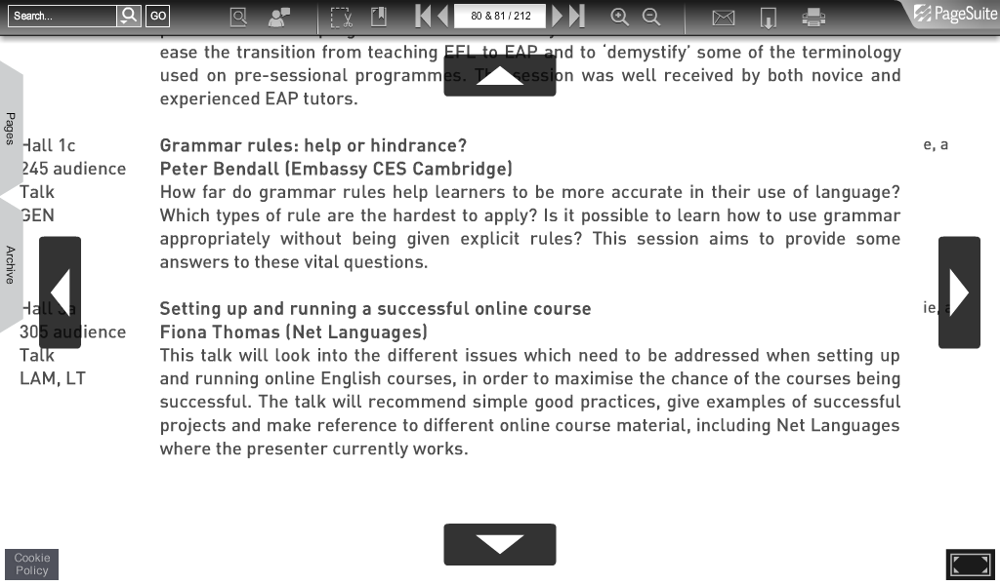 Search...
GO
80 & 81 / 212
PageSuite
ease the transition from teaching EFL to EAP and to ‘demystify’ some of the terminology
used on pre-sessional programmes. The session was well received by both novice and
experienced EAP tutors.
Pages
Archive
Hall 1c
245 audience
Talk
GEN
Grammar rules: help or hindrance?
Peter Bendall (Embassy CES Cambridge)
How far do grammar rules help learners to be more accurate in their use of language?
Which types of rule are the hardest to apply? Is it possible to learn how to use grammar
appropriately without being given explicit rules? This session aims to provide some
answers to these vital questions.
e, a
Hall 3a
305 audience
Talk
LAM, LT
Setting up and running a successful online course
Fiona Thomas (Net Languages)
This talk will look into the different issues which need to be addressed when setting up
and running online English courses, in order to maximise the chance of the courses being
successful. The talk will recommend simple good practices, give examples of successful
projects and make reference to different online course material, including Net Languages
where the presenter currently works.
ie, a
Cookie
Policy